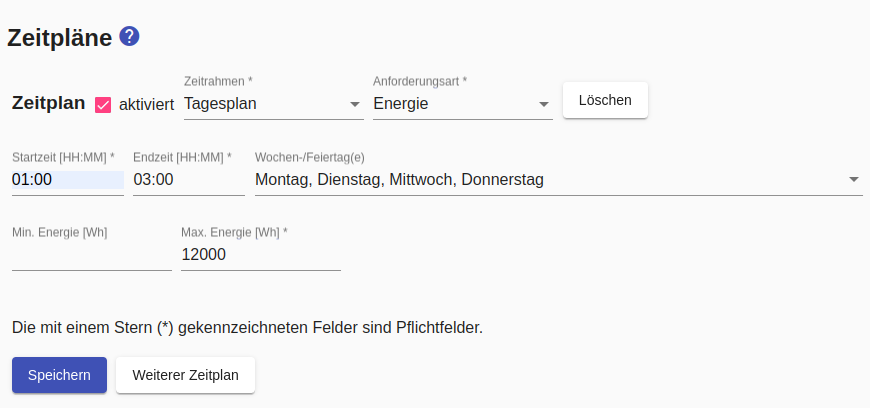 Zeitpläne ?
Zeitrahmen * Anforderungsart *
Zeitplan aktiviert Tagesplan Energie Löschen
Startzeit [HH:MM] * Endzeit [HH:MM] * Wochen-/Feiertag(e)
01:00 03:00 Montag, Dienstag, Mittwoch, Donnerstag
Min. Energie [Wh] Max. Energie [Wh] *
12000
Die mit einem Stern (*) gekennzeichneten Felder sind Pflichtfelder.
Speichern Weiterer Zeitplan